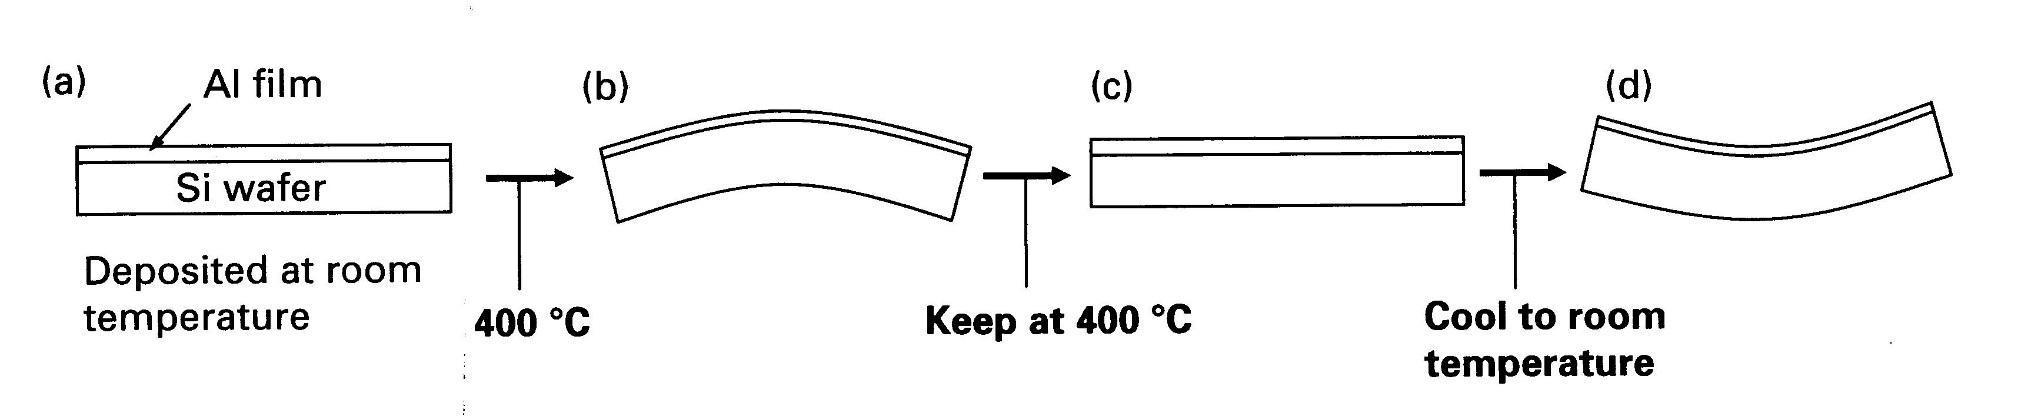 (a)
Al film
Si wafer
Deposited at room
temperature
400 °C
(b)
Keep at 400 °C
(c)
Cool to room
temperature
(d)